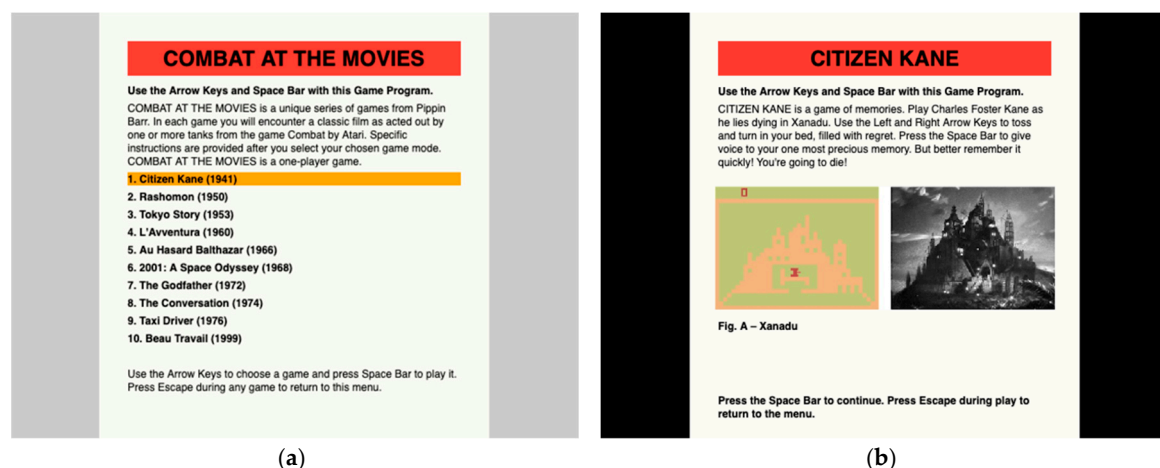 COMBAT AT THE MOVIES
Use the Arrow Keys and Space Bar with this Game Program.
COMBAT AT THE MOVIES is a unique series of games from Pippin
Barr. In each game you will encounter a classic film as acted out by
one or more tanks from the game Combat by Atari. Specific
instructions are provided after you select your chosen game mode.
COMBAT AT THE MOVIES is a one-player game.
1. Citizen Kane (1941)
2. Rashomon (1950)
3. Tokyo Story (1953)
4. L'Avventura (1960)
5. Au Hasard Balthazar (1966)
6. 2001: A Space Odyssey (1968)
7. The Godfather (1972)
8. The Conversation (1974)
9. Taxi Driver (1976)
10. Beau Travail (1999)
Use the Arrow Keys to choose a game and press Space Bar to play it.
Press Escape during any game to return to this menu.
(a)
CITIZEN KANE
Use the Arrow Keys and Space Bar with this Game Program.
CITIZEN KANE is a game of memories. Play Charles Foster Kane as
he lies dying in Xanadu. Use the Left and Right Arrow Keys to toss
and turn in your bed, filled with regret. Press the Space Bar to give
voice to your one most precious memory. But better remember it
quickly! You're going to die!
0
Fig. A – Xanadu
Press the Space Bar to continue. Press Escape during play to
return to the menu.
(b)